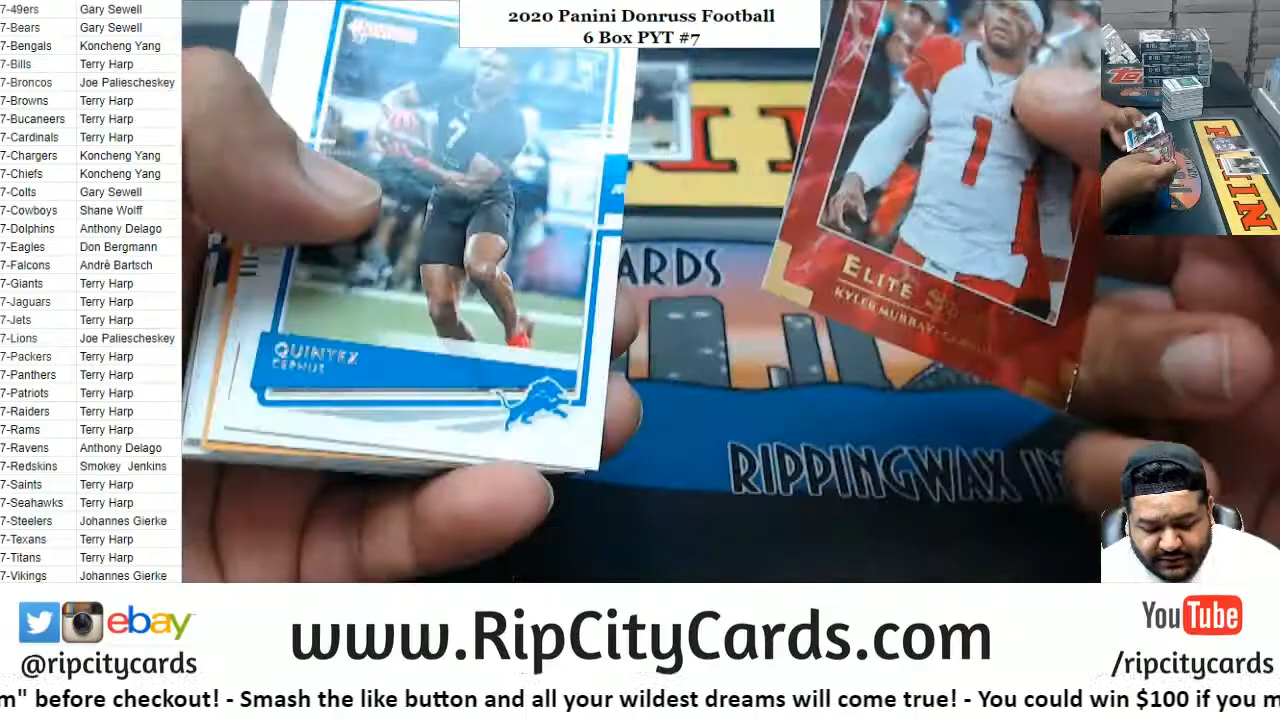 7-49ers Gary Sewell
7-Bears Gary Sewell
7-Bengals Koncheng Yang
7-Bills Terry Harp
7-Broncos Joe Paliescheskey
7-Browns Terry Harp
7-Bucaneers Terry Harp
7-Cardinals Terry Harp
7-Chargers Koncheng Yang
7-Chiefs Koncheng Yang
7-Colts Gary Sewell
7-Cowboys Shane Wolff
7-Dolphins Anthony Delago
7-Eagles Don Bergmann
7-Falcons Andrè Bartsch
7-Giants Terry Harp
7-Jaguars Terry Harp
7-Jets Terry Harp
7-Lions Joe Paliescheskey
7-Packers Terry Harp
7-Panthers Terry Harp
7-Patriots Terry Harp
7-Raiders Terry Harp
7-Rams Terry Harp
7-Ravens Anthony Delago
7-Redskins Smokey Jenkins
7-Saints Terry Harp
7-Seahawks Terry Harp
7-Steelers Johannes Gierke
7-Texans Terry Harp
7-Titans Terry Harp
7-Vikings Johannes Gierke
2020 Panini Donruss Football
6 Box PYT #7
7
QUINTEZ
CEPHUS
1
ELITE
KYLER MURRAY
ARDS
RIPPINGWAX IN
ebay
@ripcitycards
www.RipCityCards.com
YouTube
/ripcitycards
m" before checkout! - Smash the like button and all your wildest dreams will come true! - You could win $100 if you m